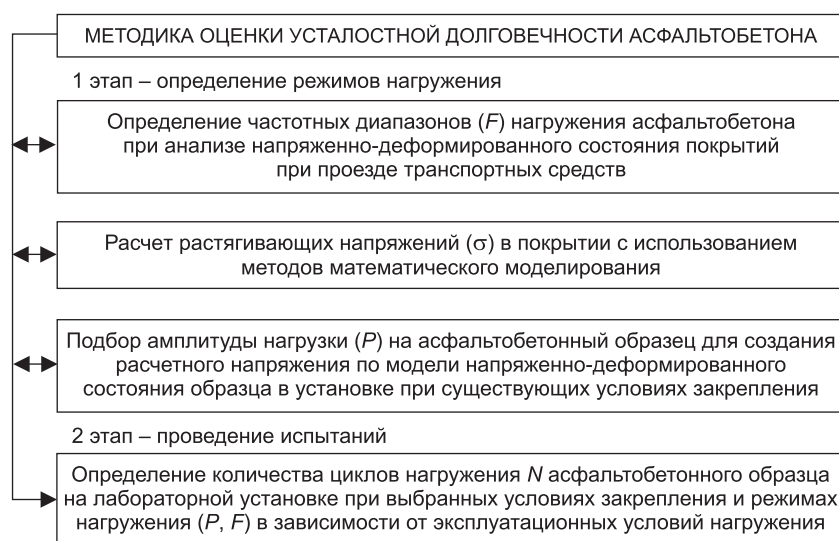 МЕТОДИКА ОЦЕНКИ УСТАЛОСТНОЙ ДОЛГОВЕЧНОСТИ АСФАЛЬТОБЕТОНА
1 этап – определение режимов нагружения
Определение частотных диапазонов (F) нагружения асфальтобетона
при анализе напряженно-деформированного состояния покрытий
при проезде транспортных средств
Расчет растягивающих напряжений (σ) в покрытии с использованием
методов математического моделирования
Подбор амплитуды нагрузки (P) на асфальтобетонный образец для создания
расчетного напряжения по модели напряженно-деформированного
состояния образца в установке при существующих условиях закрепления
2 этап – проведение испытаний
Определение количества циклов нагружения N асфальтобетонного образца
на лабораторной установке при выбранных условиях закрепления и режимах
нагружения (P, F) в зависимости от эксплуатационных условий нагружения